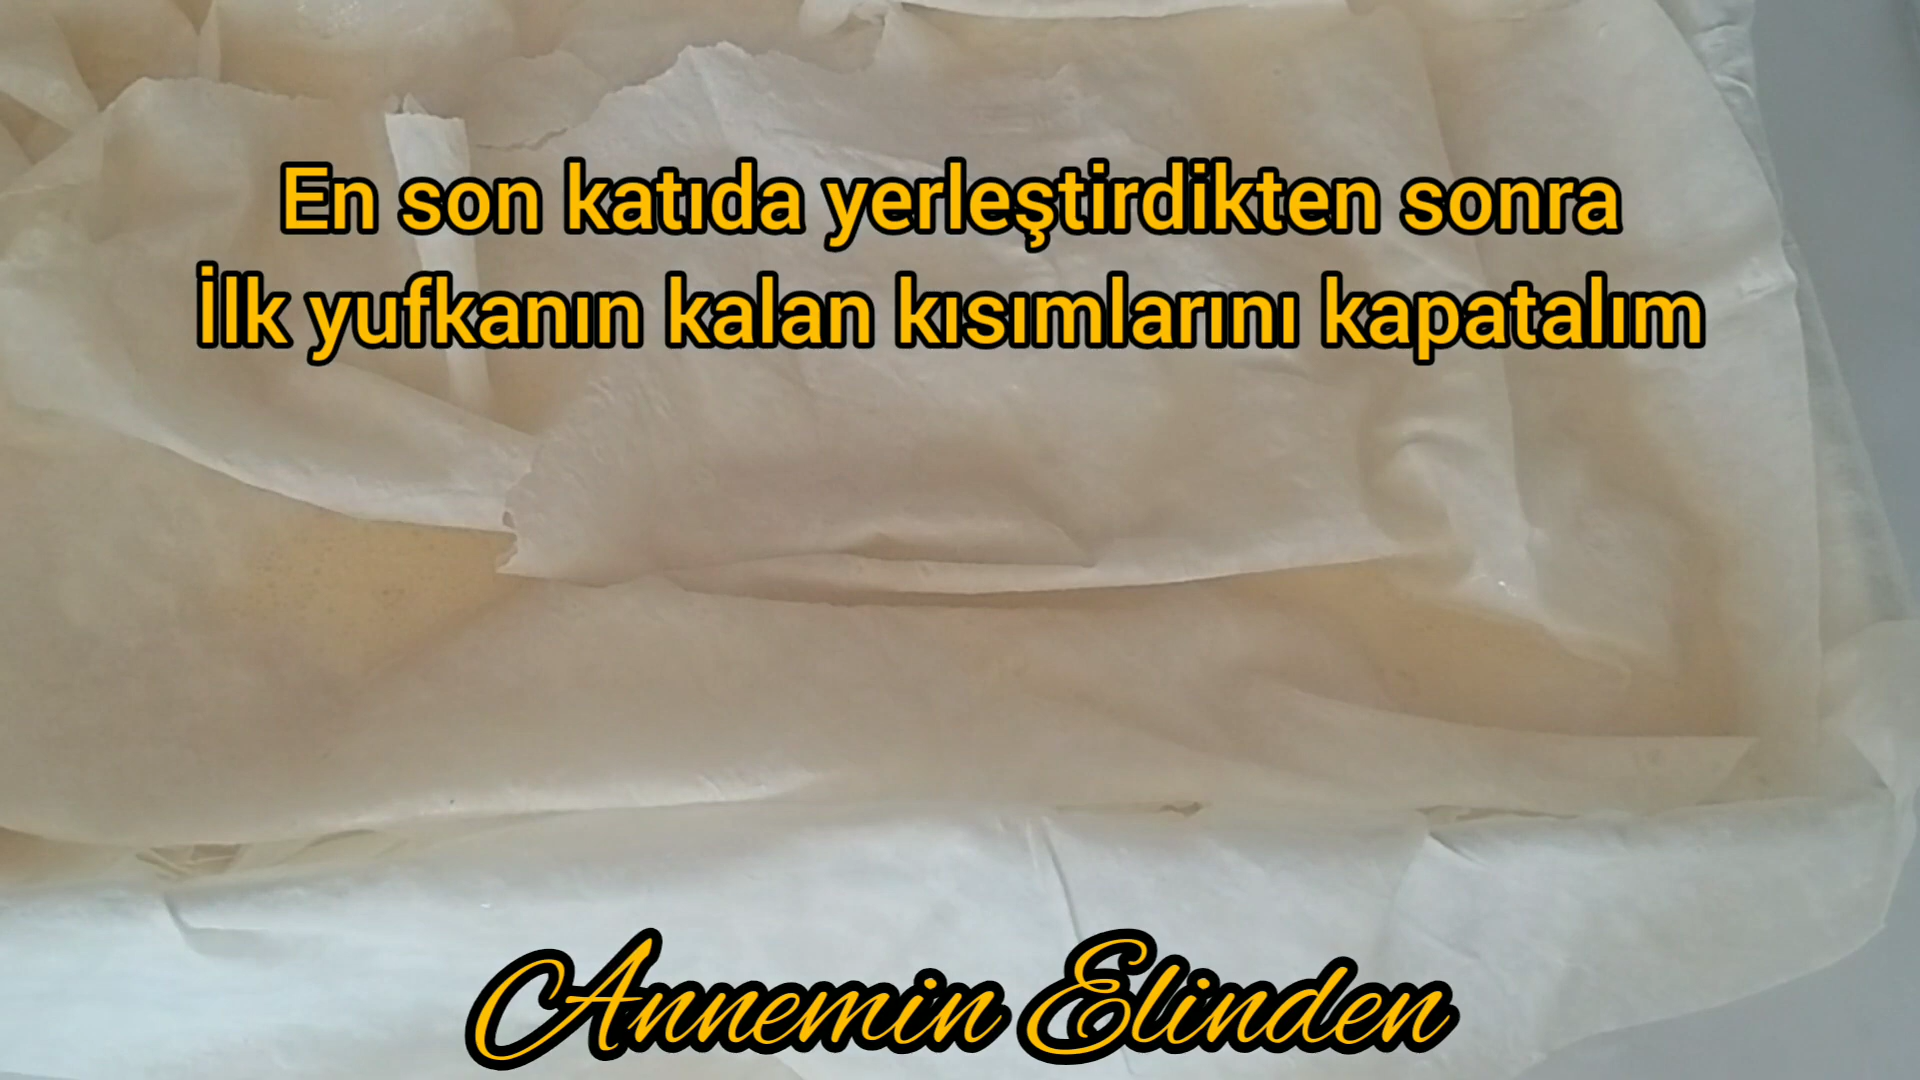 En son katıda yerleştirdikten sonra
İlk yufkanın kalan kısımlarını kapatalım
Annemin Elinden